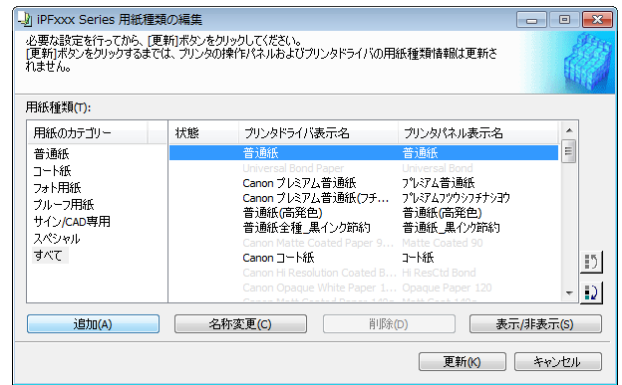 iPFxxx Series 用紙種類の編集
必要な設定を行ってから、[更新]ボタンをクリックしてください。
[更新]ボタンをクリックするまでは、プリンタの操作パネルおよびプリンタドライバの用紙種類情報は更新さ
れません。
用紙種類(T):
用紙のカテゴリー 状態 プリンタドライバ表示名 プリンタパネル表示名
普通紙 普通紙 普通紙
コート紙 Universal Bond Paper Universal Bond
フォト用紙 Canon プレミアム普通紙 プレミアム普通紙
プルーフ用紙 Canon プレミアム普通紙(フチ... プレミアムフツウシフチナシヨウ
サイン/CAD専用 普通紙(高発色) 普通紙(高発色)
スペシャル 普通紙全種_黒インク節約 普通紙_黒インク節約
すべて Canon Matte Coated Paper 9... Matte Coated 90
Canon コート紙 コート紙
Canon Hi Resolution Coated B... Hi ResCtd Bond
Canon Opaque White Paper 1... Opaque Paper 120
追加(A) 名称変更(C) 削除(D) 表示/非表示(S)
更新(K) キャンセル